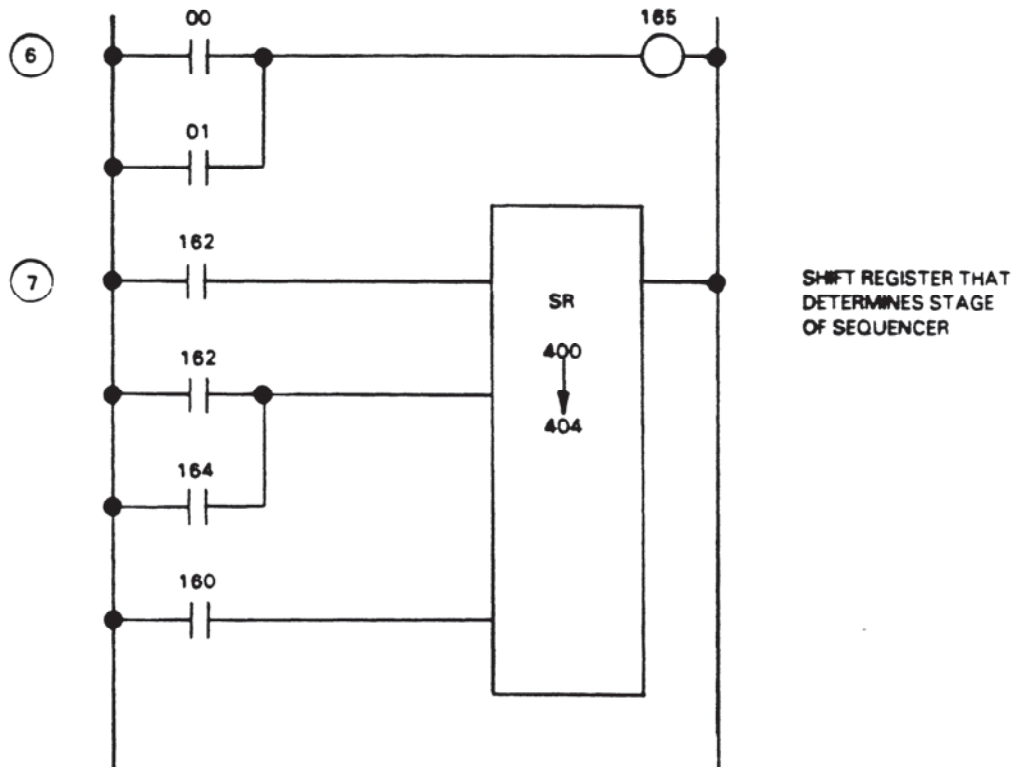 00 165
6
01
162
7
SHIFT REGISTER THAT
DETERMINES STAGE
OF SEQUENCER
SR
162
400
404
164
160